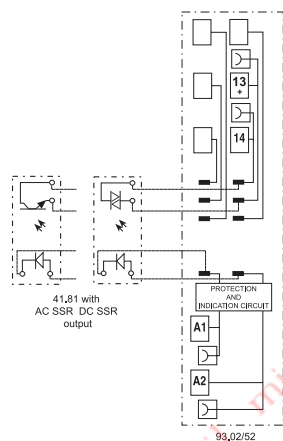 13
+
14
PROTECTION
AND
INDICATION CIRCUIT
A1
A2
41.81 with
AC SSR DC SSR
output
93.02/52